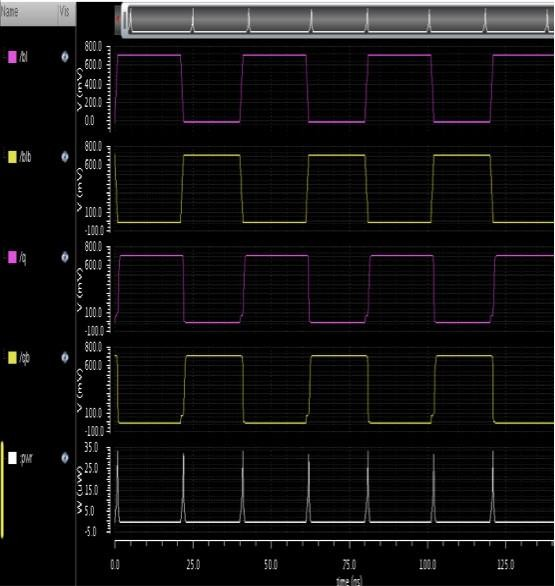 Name Vis
/bl
V (mV)
800.0
600.0
400.0
200.0
0.0
/blb
V (mV)
800.0
600.0
100.0
-100.0
/q
V (mV)
800.0
600.0
100.0
-100.0
/qb
V (mV)
800.0
600.0
100.0
-100.0
:pwr
W (uW)
35.0
25.0
15.0
5.0
-5.0
0.0 25.0 50.0 75.0 100.0 125.0
time (ns)